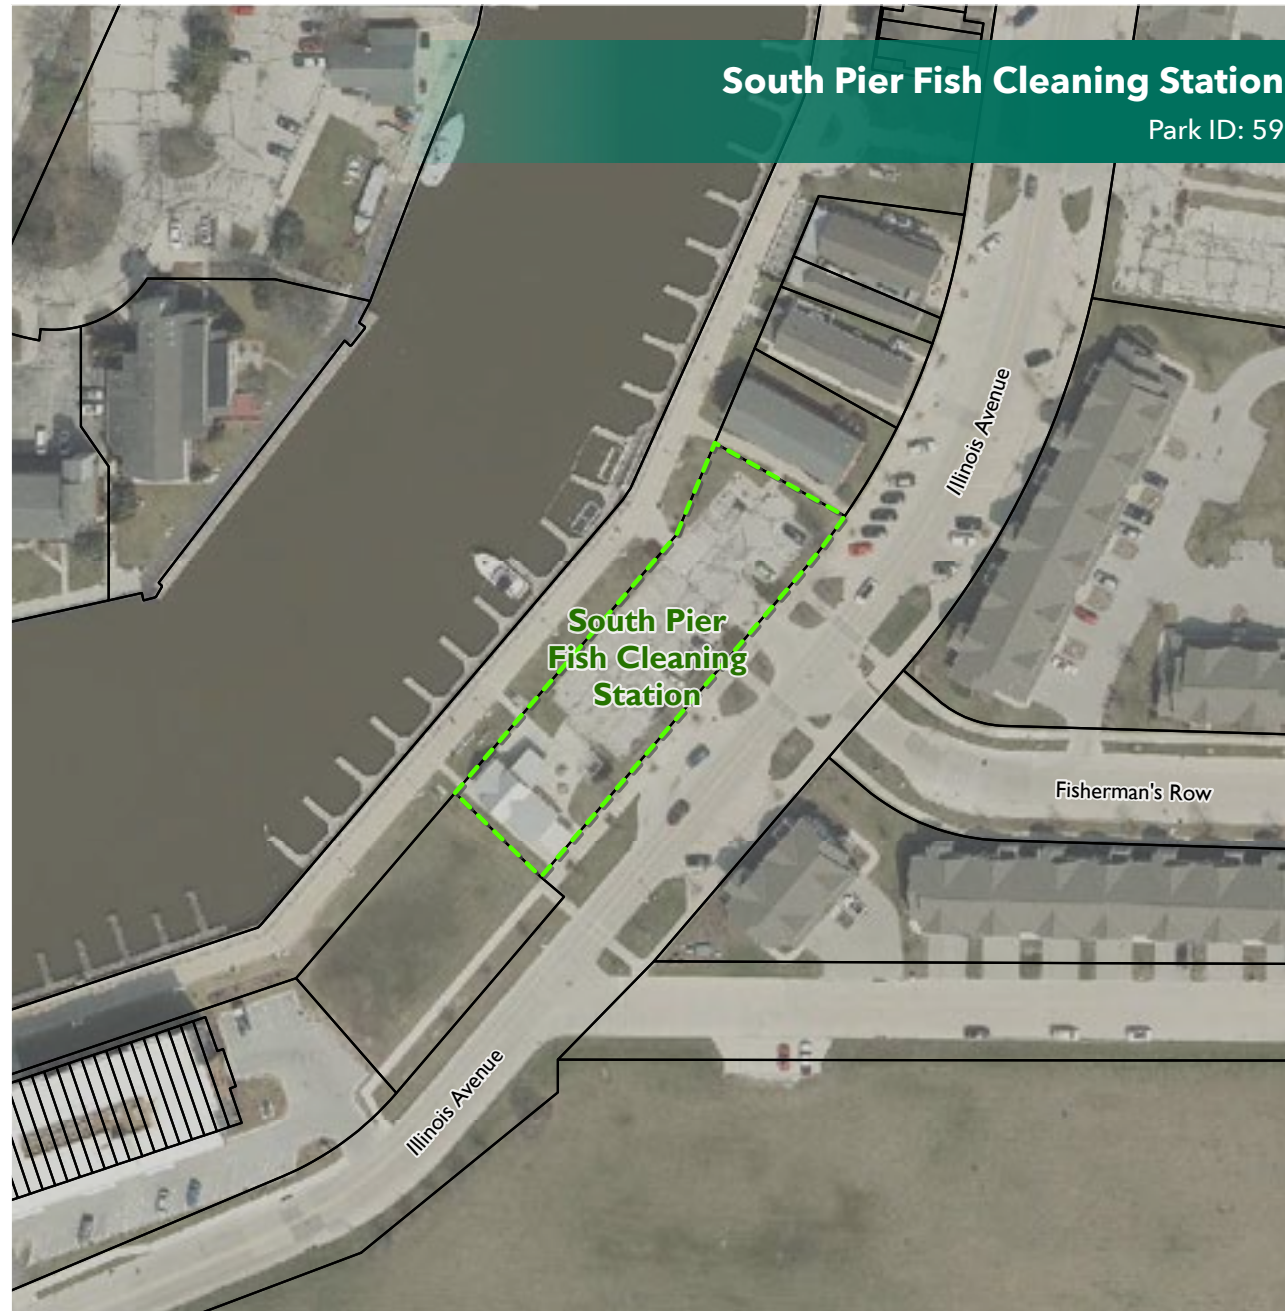 South Pier Fish Cleaning Station
Park ID: 59
Illinois Avenue
South Pier
Fish Cleaning
Station
Fisherman's Row
Illinois Avenue